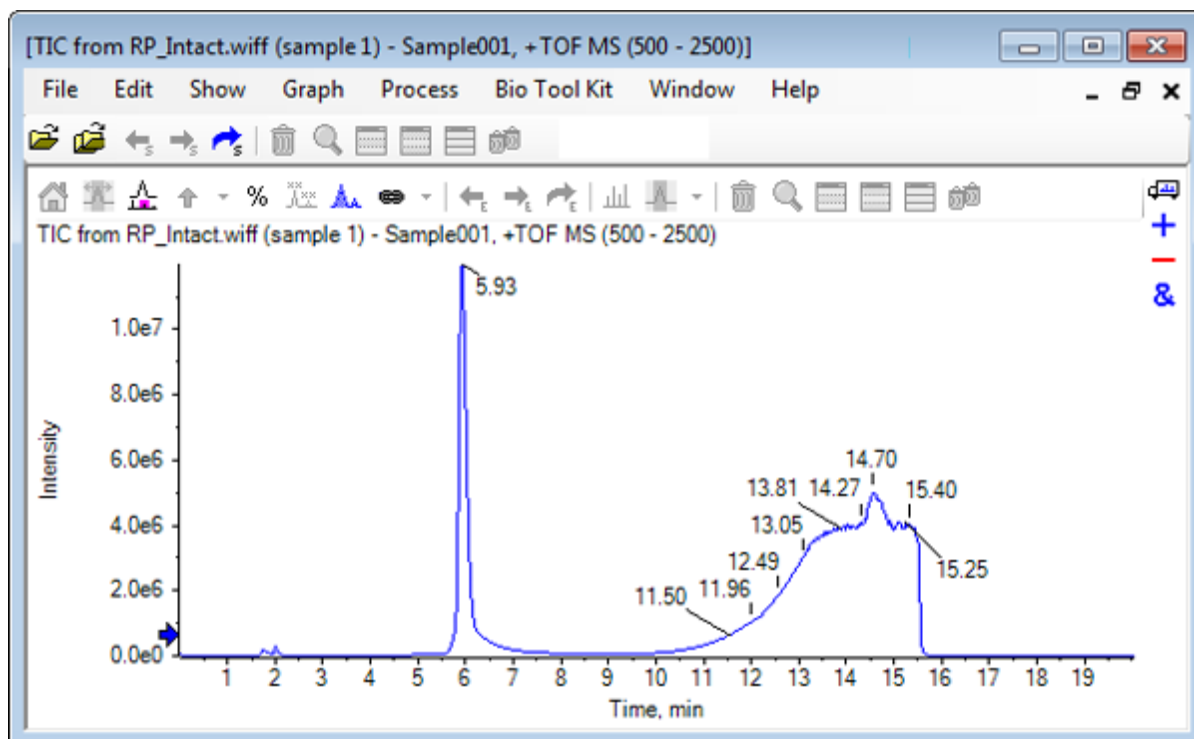 [TIC from RP_Intact.wiff (sample 1) - Sample001, +TOF MS (500 - 2500)]
File Edit Show Graph Process Bio Tool Kit Window Help
S S S
% E E E
TIC from RP_Intact.wiff (sample 1) - Sample001, +TOF MS (500 - 2500)
&
5.93
1.0e7
8.0e6
6.0e6
4.0e6
2.0e6
0.0e0
Intensity
14.70
13.81 14.27 15.40
13.05
12.49
11.96
11.50
15.25
1 2 3 4 5 6 7 8 9 10 11 12 13 14 15 16 17 18 19
Time, min